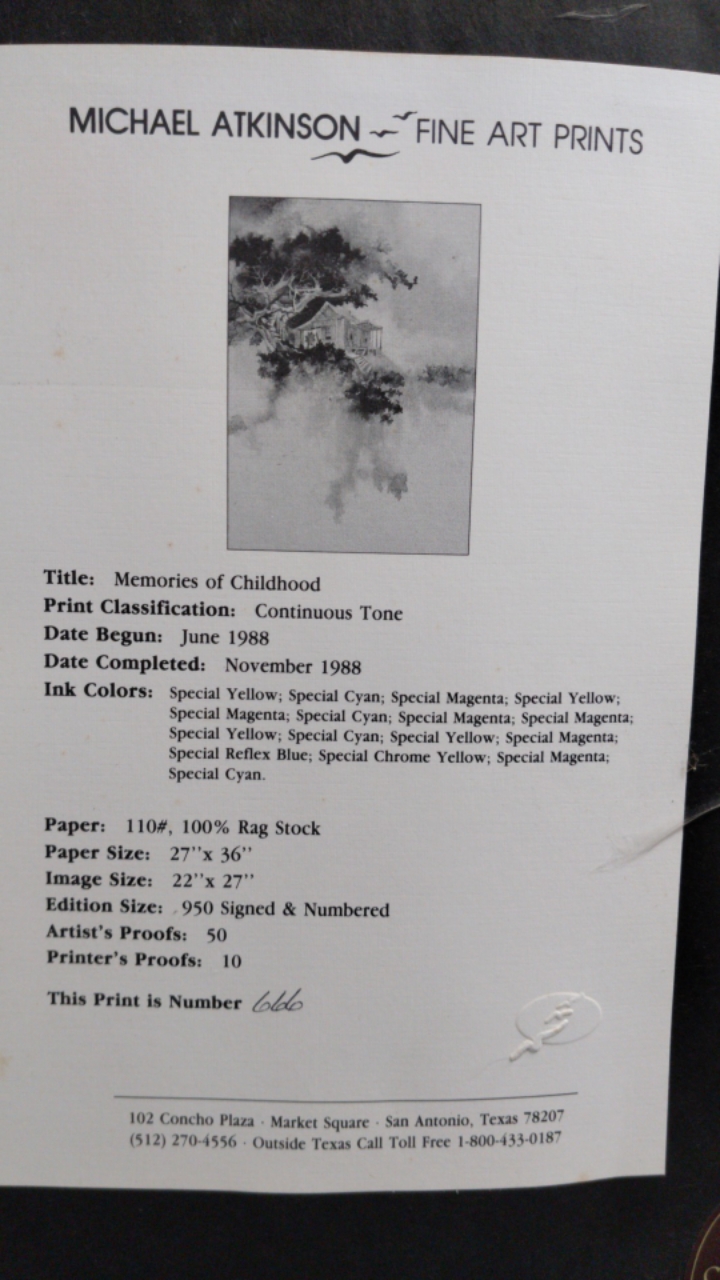 MICHAEL ATKINSON FINE ART PRINTS
Title: Memories of Childhood
Print Classification: Continuous Tone
Date Begun: June 1988
Date Completed: November 1988
Ink Colors: Special Yellow; Special Cyan; Special Magenta; Special Yellow;
Special Magenta; Special Cyan; Special Magenta; Special Magenta;
Special Yellow; Special Cyan; Special Yellow; Special Magenta;
Special Reflex Blue; Special Chrome Yellow; Special Magenta;
Special Cyan.
Paper: 110#, 100% Rag Stock
Paper Size: 27''x 36''
Image Size: 22''x 27''
Edition Size: 950 Signed & Numbered
Artist's Proofs: 50
Printer's Proofs: 10
This Print is Number 666
102 Concho Plaza · Market Square · San Antonio, Texas 78207
(512) 270-4556 · Outside Texas Call Toll Free 1-800-433-0187